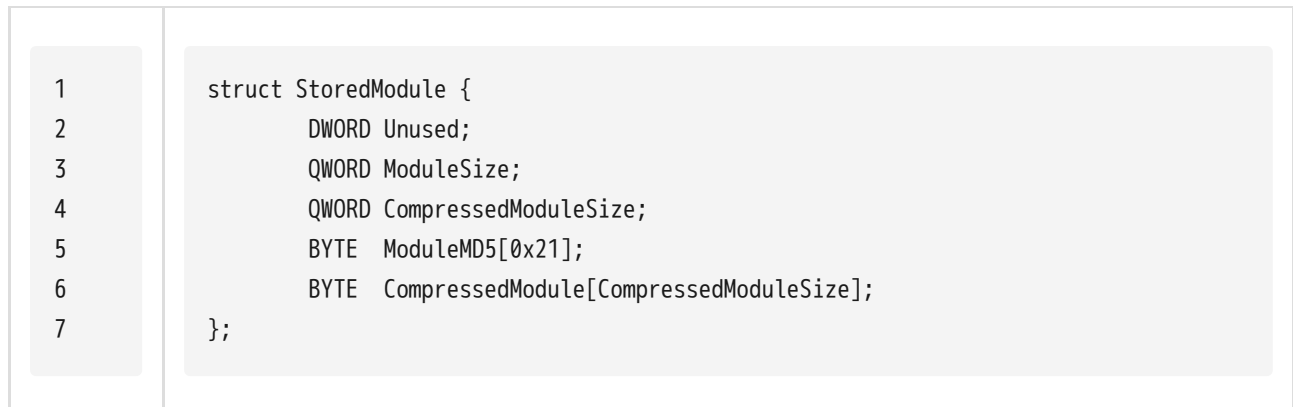 1 struct StoredModule {
2 DWORD Unused;
3 QWORD ModuleSize;
4 QWORD CompressedModuleSize;
5 BYTE ModuleMD5[0x21];
6 BYTE CompressedModule[CompressedModuleSize];
7 };